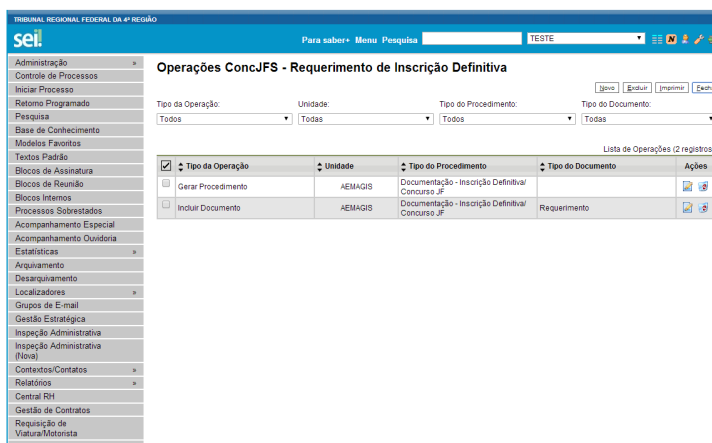 TRIBUNAL REGIONAL FEDERAL DA 4ª REGIÃO
sei!
Para saber+ Menu Pesquisa
TESTE
Administração »
Controle de Processos
Iniciar Processo
Retorno Programado
Pesquisa
Base de Conhecimento
Modelos Favoritos
Textos Padrão
Blocos de Assinatura
Blocos de Reunião
Blocos Internos
Processos Sobrestados
Acompanhamento Especial
Acompanhamento Ouvidoria
Estatísticas »
Arquivamento
Desarquivamento
Localizadores »
Grupos de E-mail
Gestão Estratégica
Inspeção Administrativa
Inspeção Administrativa
(Nova)
Contextos/Contatos »
Relatórios »
Central RH
Gestão de Contratos
Requisição de
Viatura/Motorista
Operações ConcJFS - Requerimento de Inscrição Definitiva
Novo Excluir Imprimir Fech
Tipo da Operação: Unidade: Tipo do Procedimento: Tipo do Documento:
Todos Todas Todos Todas
Lista de Operações (2 registros
Tipo da Operação Unidade Tipo do Procedimento Tipo do Documento Ações
Gerar Procedimento AEMAGIS Documentação - Inscrição Definitiva/
Concurso JF
Incluir Documento AEMAGIS Documentação - Inscrição Definitiva/ Requerimento
Concurso JF